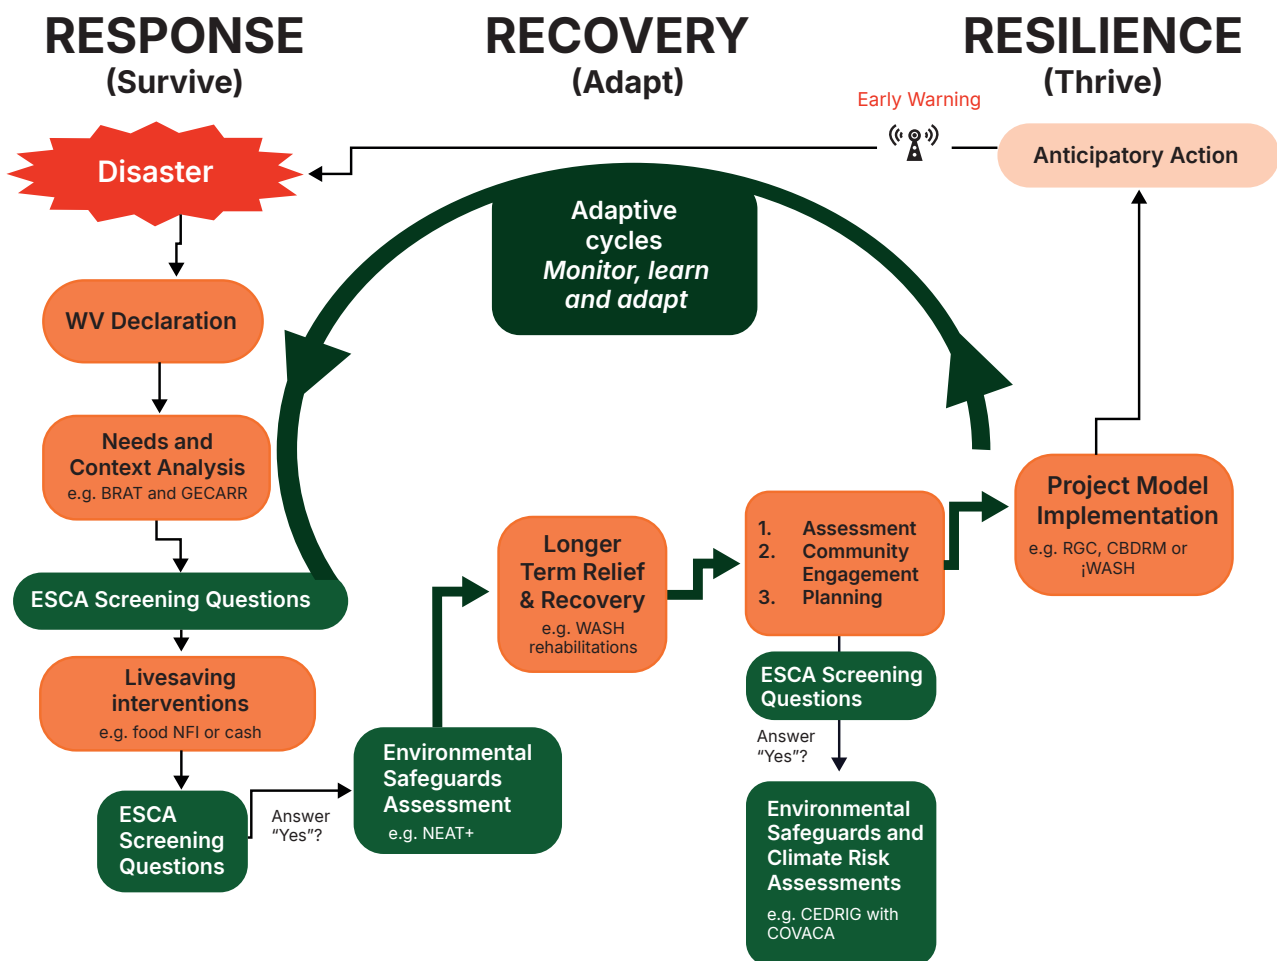 RESPONSE
(Survive)
RECOVERY
(Adapt)
RESILIENCE
(Thrive)
Early Warning
Disaster
Anticipatory Action
Adaptive
cycles
Monitor, learn
and adapt
WV Declaration
Needs and
Context Analysis
e.g. BRAT and GECARR
ESCA Screening Questions
Livesaving
interventions
e.g. food NFI or cash
ESCA
Screening
Questions
Answer
“Yes”?
Environmental
Safeguards
Assessment
e.g. NEAT+
Longer
Term Relief
& Recovery
e.g. WASH
rehabilitations
1. Assessment
2. Community
Engagement
3. Planning
ESCA Screening
Questions
Answer
“Yes”?
Environmental
Safeguards and
Climate Risk
Assessments
e.g. CEDRIG with
COVACA
Project Model
Implementation
e.g. RGC, CBDRM or
¡WASH